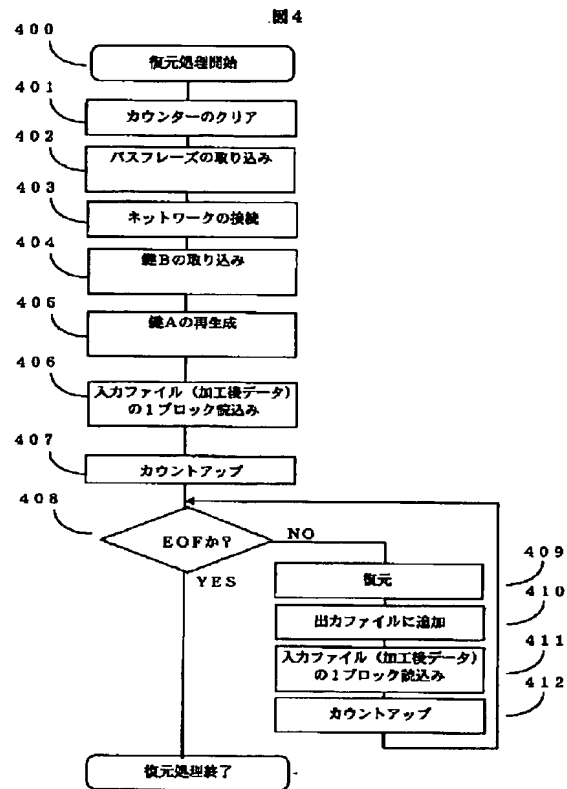 図4
400
復元処理開始
401
カウンターのクリア
402
パスフレーズの取り込み
403
ネットワークの接続
404
鍵Bの取り込み
405
鍵Aの再生成
406
入力ファイル（加工後データ）
の1ブロック読込み
407
カウントアップ
408
EOFか？
NO
YES
409
復元
410
出力ファイルに追加
411
入力ファイル（加工後データ）
の1ブロック読込み
412
カウントアップ
復元処理終了